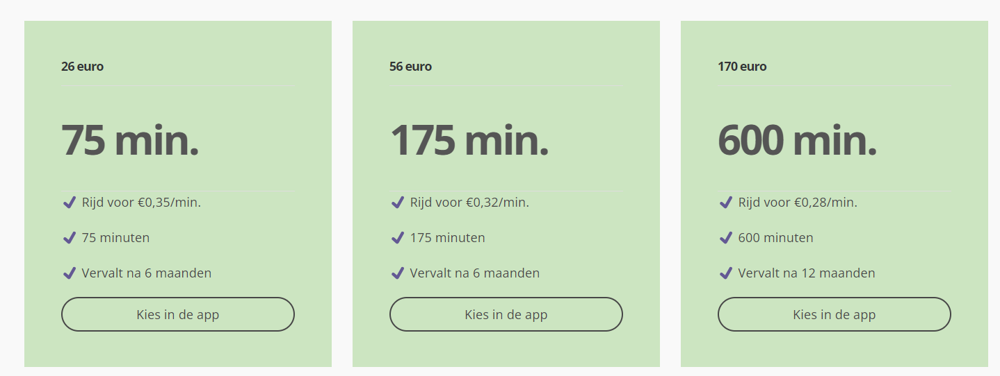 26 euro
75 min.
Rijd voor €0,35/min.
75 minuten
Vervalt na 6 maanden
Kies in de app
56 euro
175 min.
Rijd voor €0,32/min.
175 minuten
Vervalt na 6 maanden
Kies in de app
170 euro
600 min.
Rijd voor €0,28/min.
600 minuten
Vervalt na 12 maanden
Kies in de app